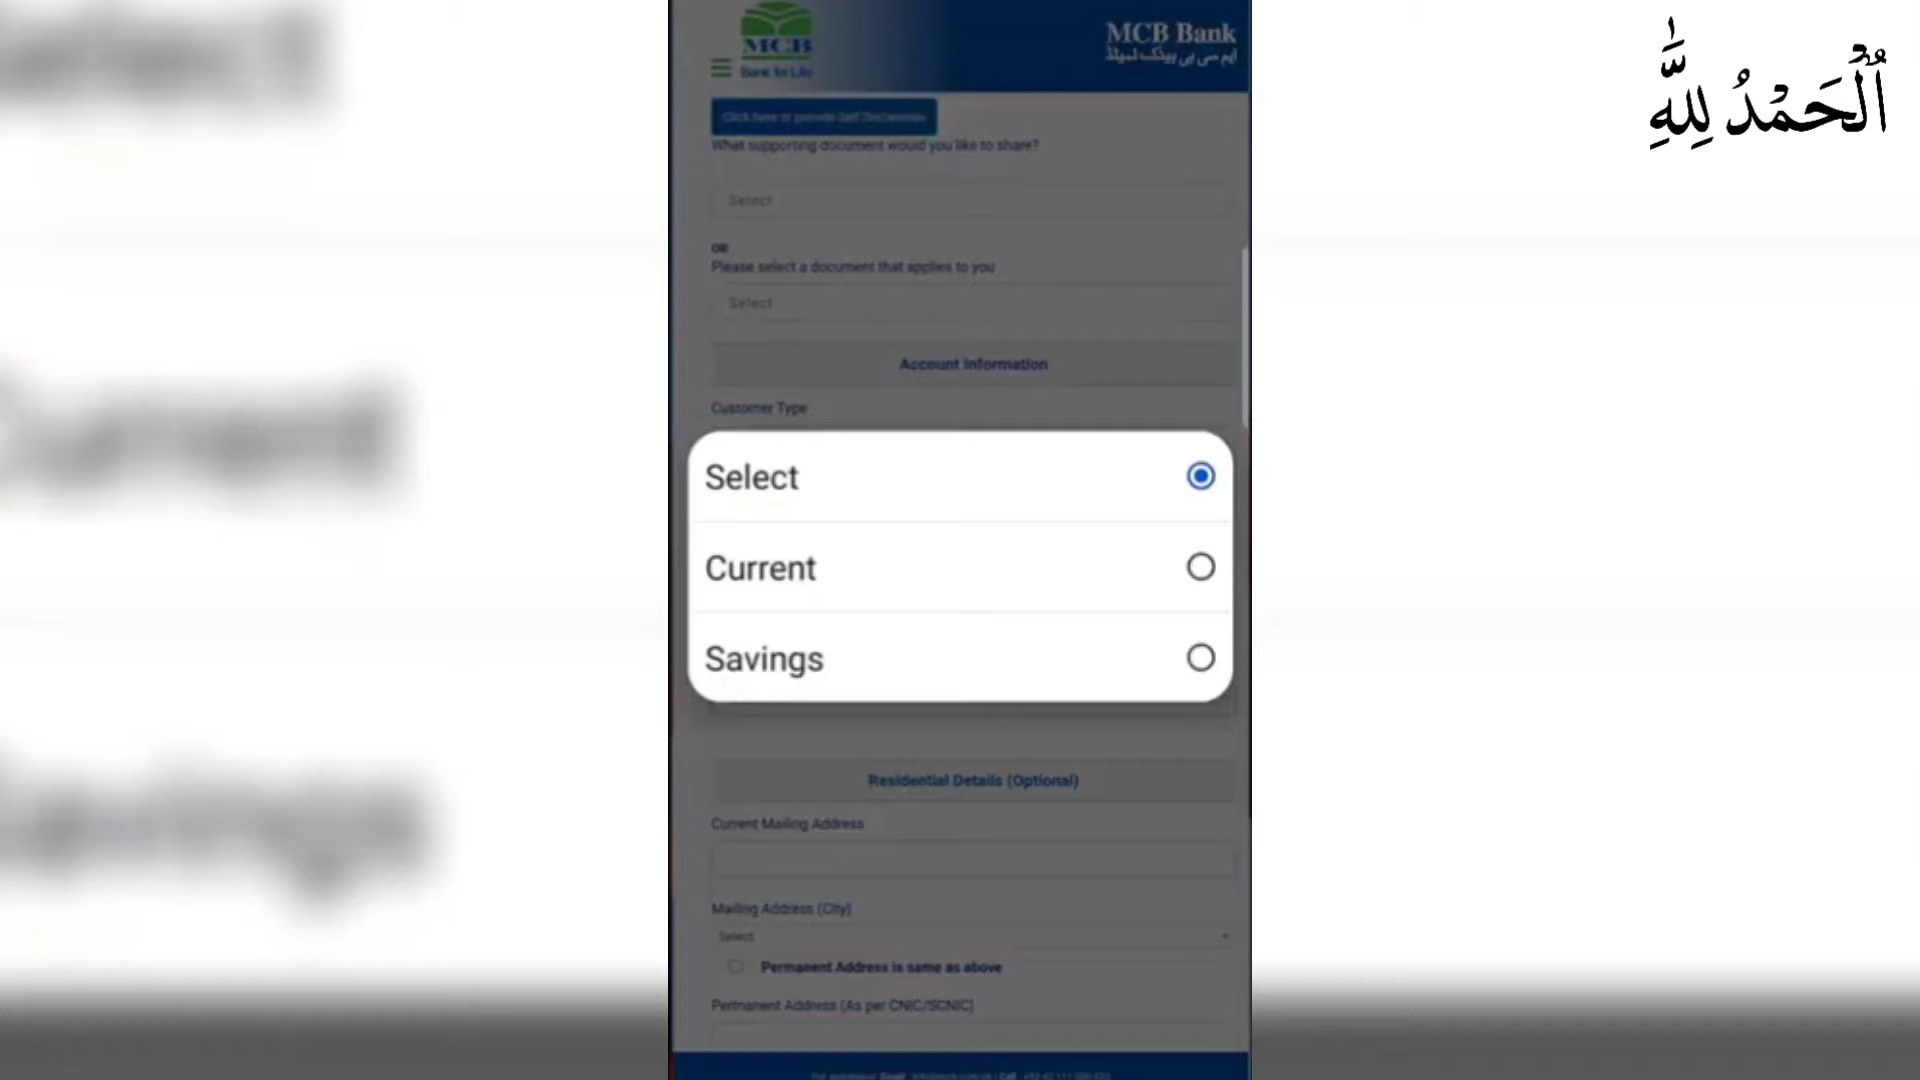 الْحَمْدُ لِلَّٰهِ
MCB
Bank for Life
MCB Bank
ایم سی بی بینک لمیٹڈ
Click here to provide Self Declaration
What supporting document would you like to share?
Select
OR
Please select a document that applies to you
Select
Account Information
Customer Type
Select
Current
Savings
Residential Details (Optional)
Current Mailing Address
Mailing Address (City)
Select
Permanent Address is same as above
Permanent Address (As per CNIC/SCNIC)